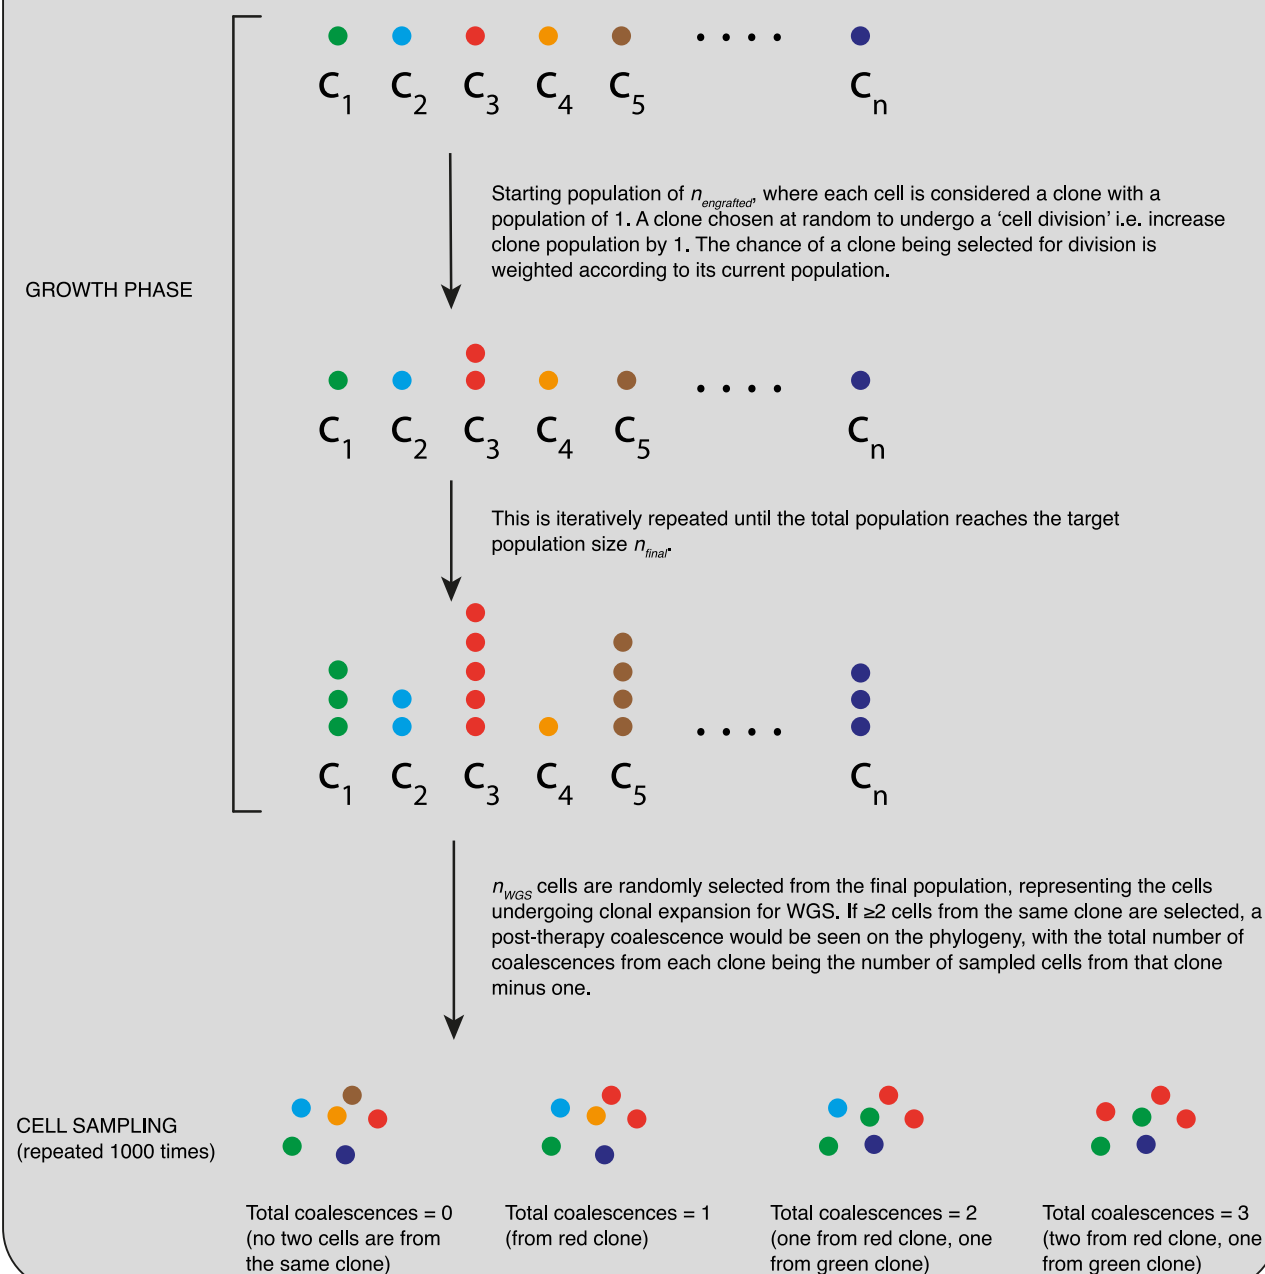 C1 C2 C3 C4 C5 . . . . Cn
Starting population of nengrafted, where each cell is considered a clone with a
population of 1. A clone chosen at random to undergo a ‘cell division’ i.e. increase
clone population by 1. The chance of a clone being selected for division is
weighted according to its current population.
GROWTH PHASE
C1 C2 C3 C4 C5 . . . . Cn
This is iteratively repeated until the total population reaches the target
population size nfinal.
C1 C2 C3 C4 C5 . . . . Cn
nWGS cells are randomly selected from the final population, representing the cells
undergoing clonal expansion for WGS. If ≥2 cells from the same clone are selected, a
post-therapy coalescence would be seen on the phylogeny, with the total number of
coalescences from each clone being the number of sampled cells from that clone
minus one.
CELL SAMPLING
(repeated 1000 times)
Total coalescences = 0
(no two cells are from
the same clone)
Total coalescences = 1
(from red clone)
Total coalescences = 2
(one from red clone, one
from green clone)
Total coalescences = 3
(two from red clone, one
from green clone)